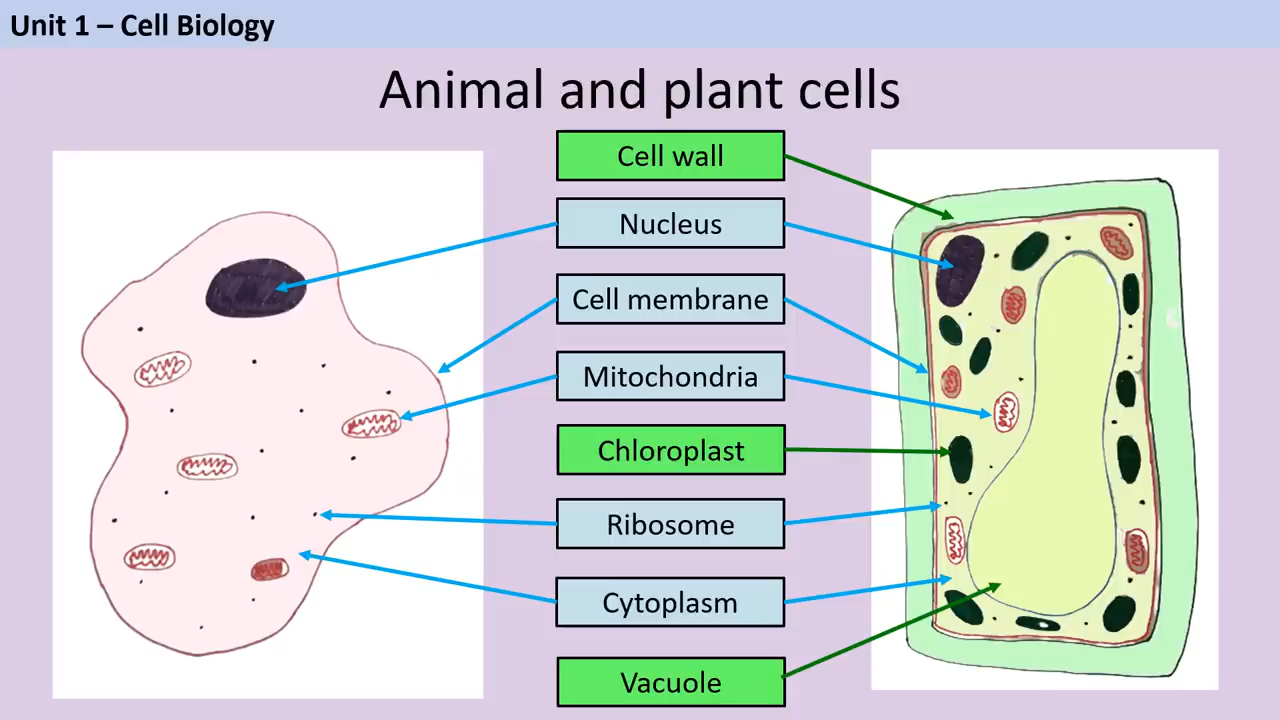 Unit 1 – Cell Biology
Animal and plant cells
Cell wall
Nucleus
Cell membrane
Mitochondria
Chloroplast
Ribosome
Cytoplasm
Vacuole